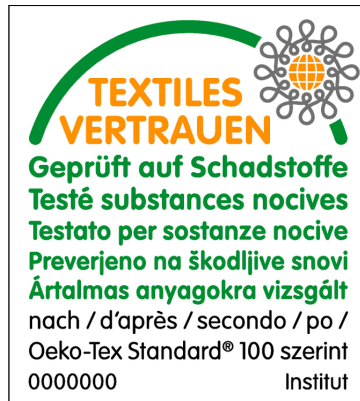 TEXTILES
VERTRAUEN
Geprüft auf Schadstoffe
Testé substances nocives
Testato per sostanze nocive
Preverjeno na škodljive snovi
Ártalmas anyagokra vizsgált
nach / d'après / secondo / po /
Oeko-Tex Standard® 100 szerint
0000000 Institut